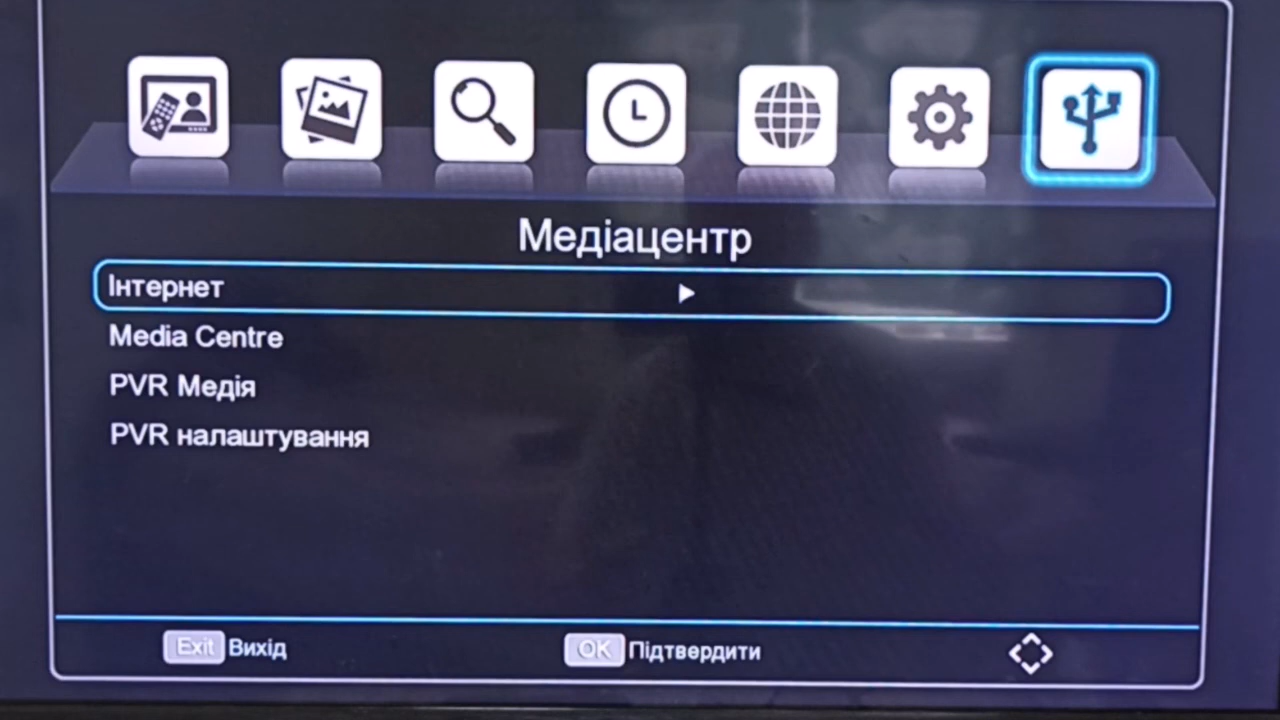 Медіацентр
Інтернет
Media Centre
PVR Медія
PVR налаштування
Exit Вихід
OK Підтвердити